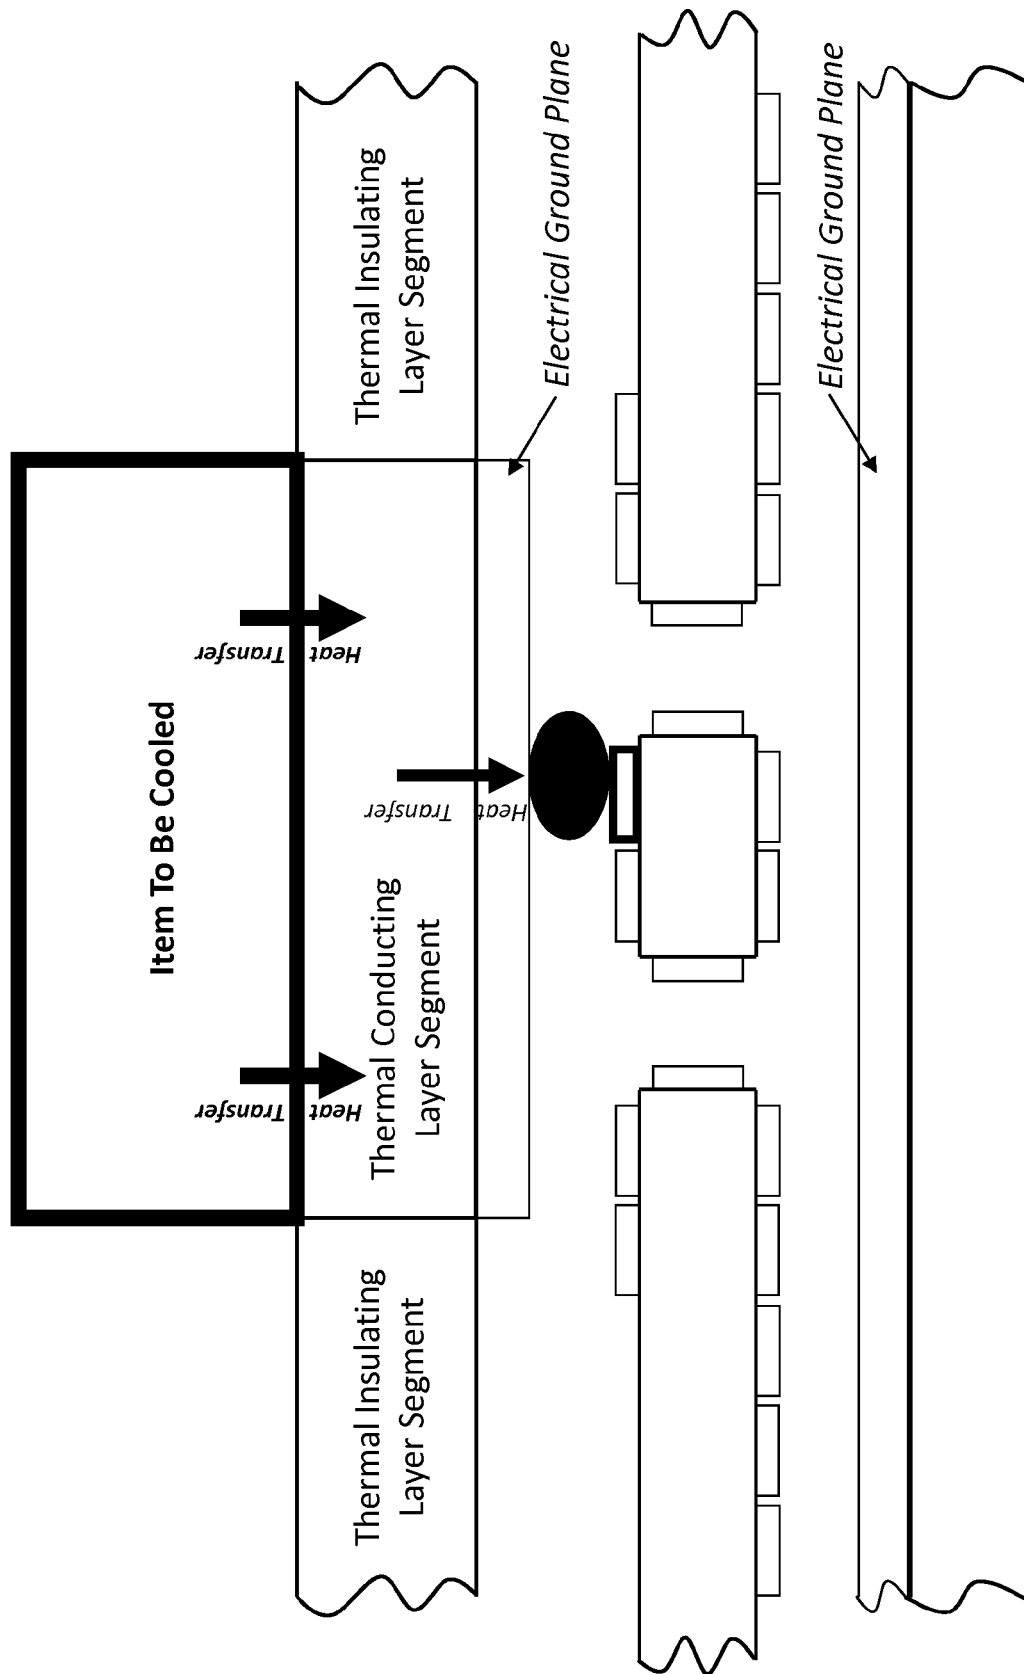 Item To Be Cooled
Heat
Transfer
Heat
Transfer
Thermal Insulating
Layer Segment
Thermal Conducting
Layer Segment
Heat
Transfer
Thermal Insulating
Layer Segment
Electrical Ground Plane
Electrical Ground Plane